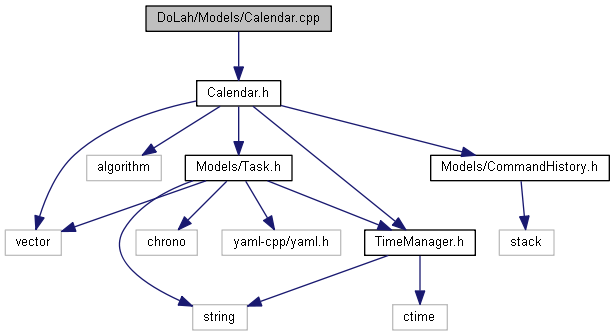 DoLah/Models/Calendar.cpp
Calendar.h
algorithm
Models/Task.h
Models/CommandHistory.h
vector
chrono
yaml-cpp/yaml.h
TimeManager.h
stack
string
ctime